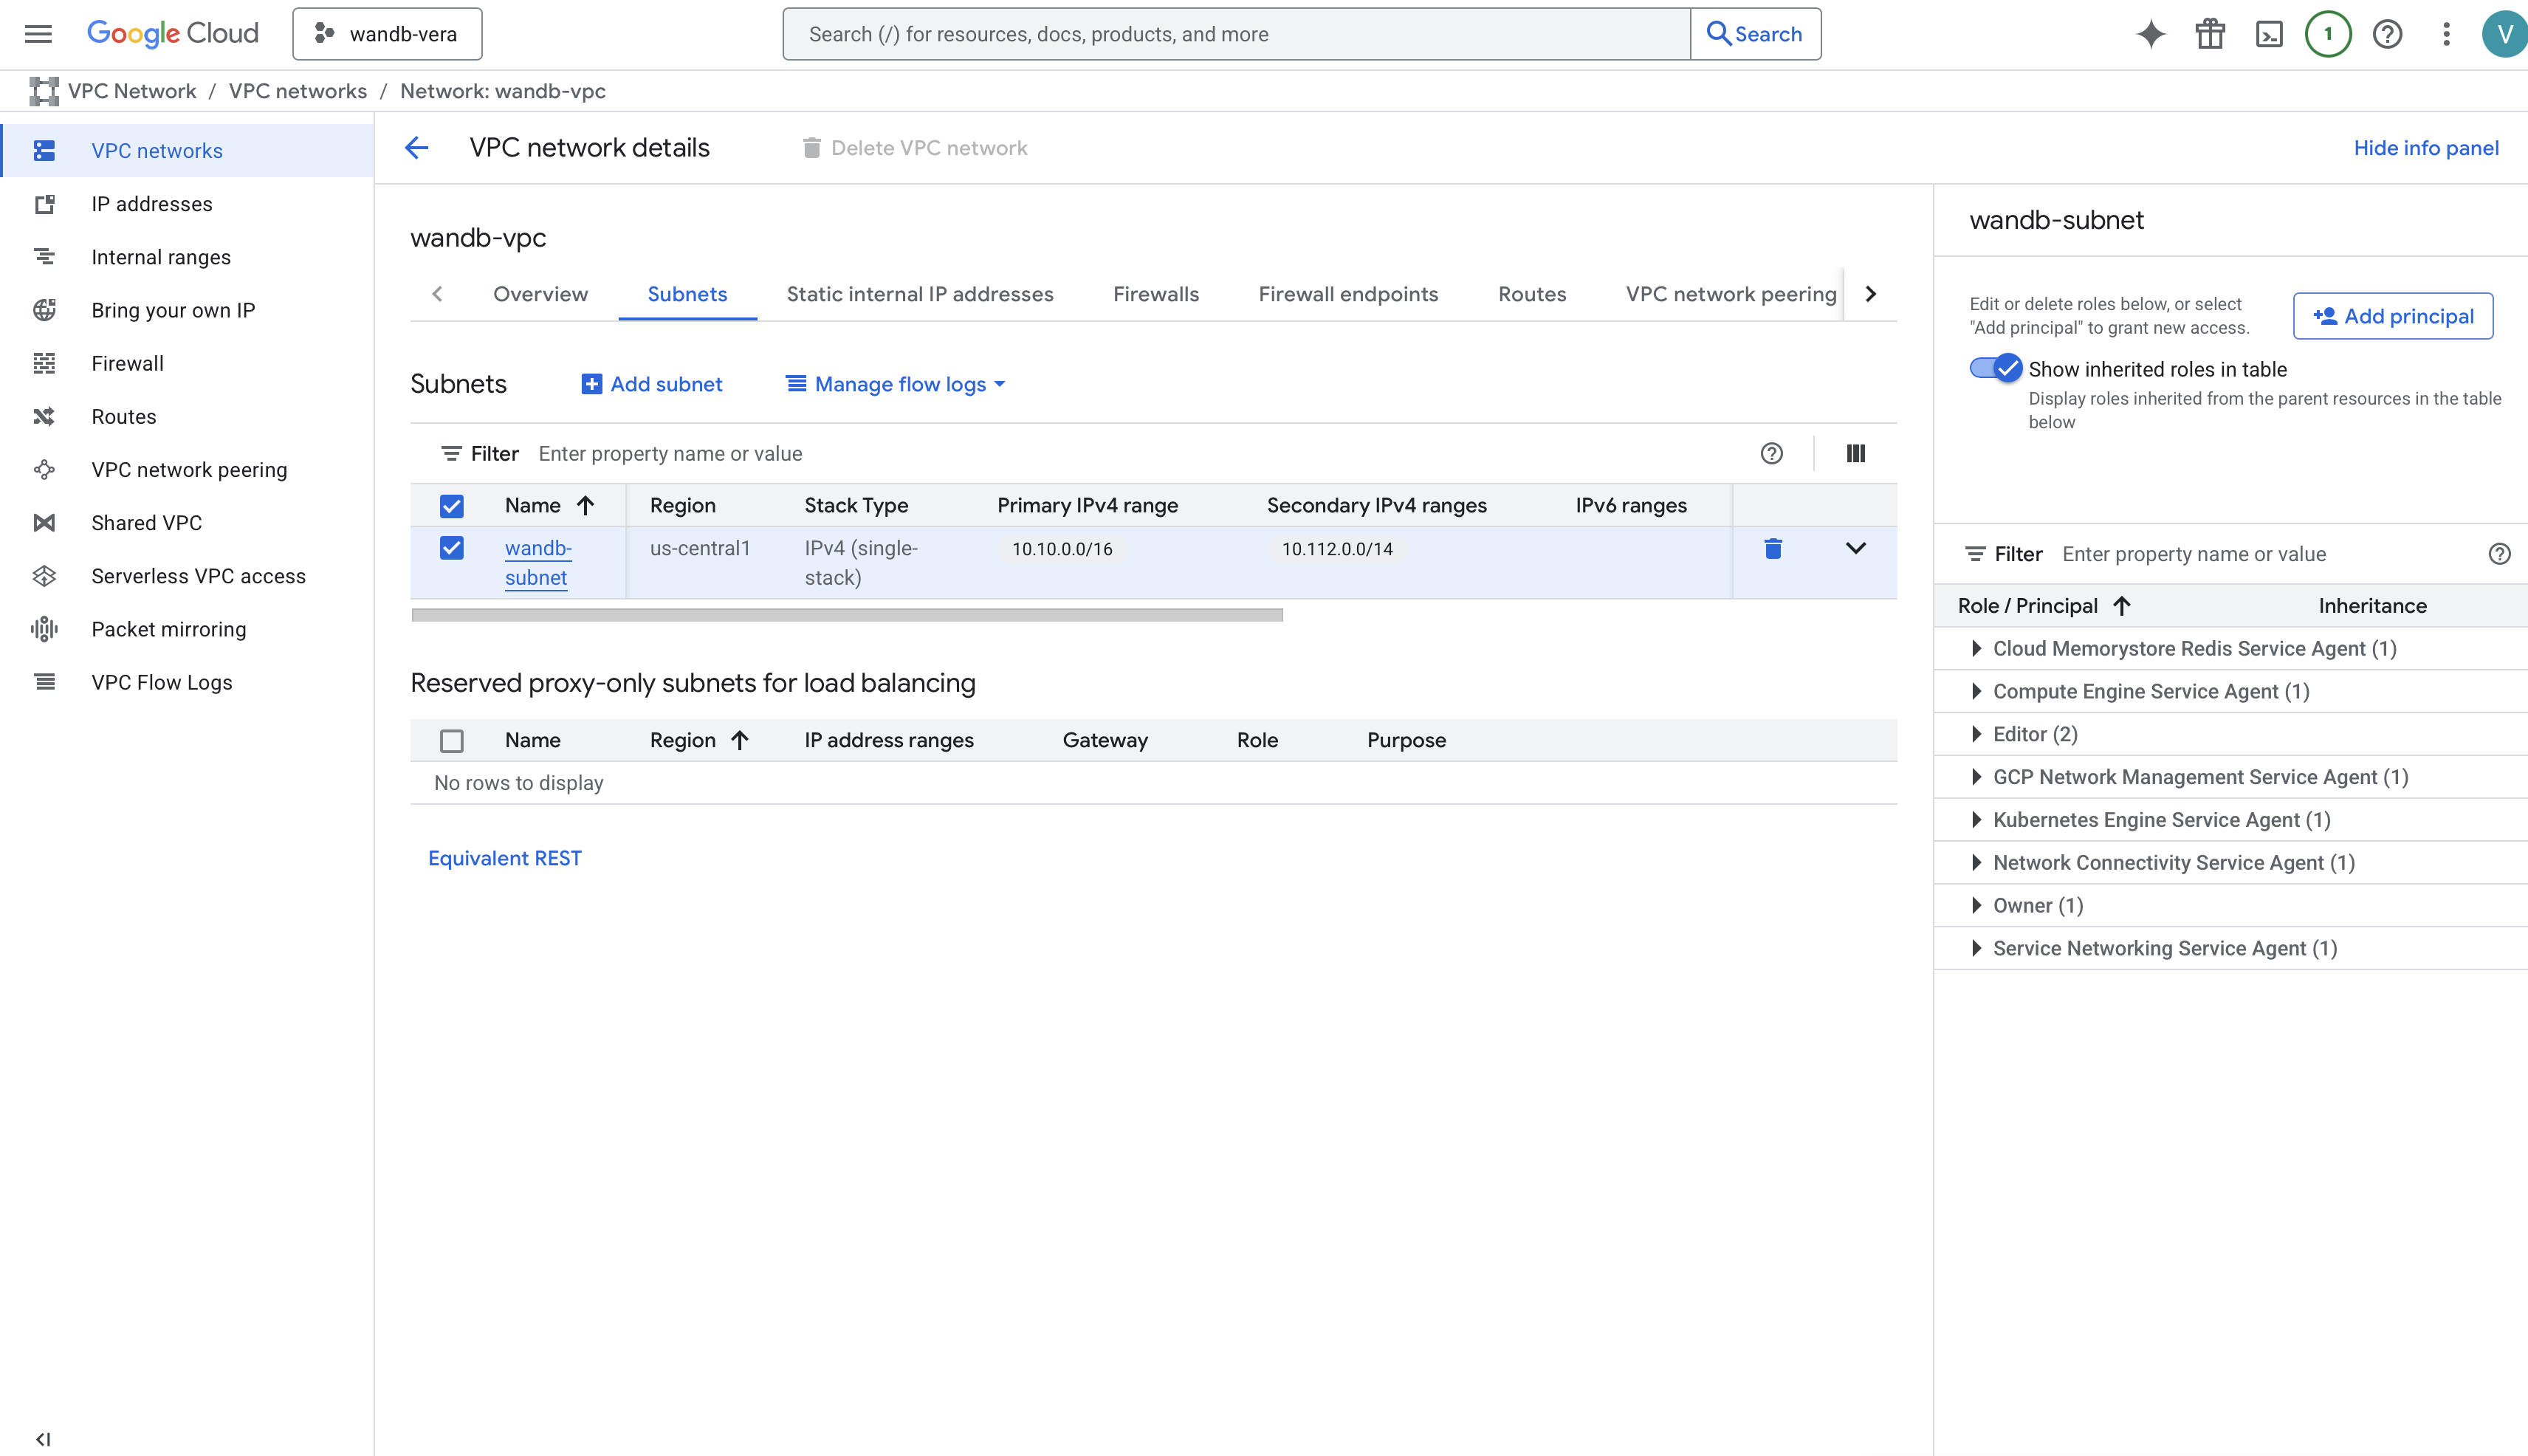 Google Cloud
wandb-vera
Search (/) for resources, docs, products, and more
Search
1
V
VPC Network / VPC networks / Network: wandb-vpc
VPC networks
IP addresses
Internal ranges
Bring your own IP
Firewall
Routes
VPC network peering
Shared VPC
Serverless VPC access
Packet mirroring
VPC Flow Logs
VPC network details
Delete VPC network
Hide info panel
wandb-vpc
Overview
Subnets
Static internal IP addresses
Firewalls
Firewall endpoints
Routes
VPC network peering
Subnets
Add subnet
Manage flow logs
Filter Enter property name or value
Name Region Stack Type Primary IPv4 range Secondary IPv4 ranges IPv6 ranges
wandb- us-central1 IPv4 (single- 10.10.0.0/16 10.112.0.0/14
subnet stack)
Reserved proxy-only subnets for load balancing
Name Region IP address ranges Gateway Role Purpose
No rows to display
Equivalent REST
wandb-subnet
Edit or delete roles below, or select
"Add principal" to grant new access.
Add principal
Show inherited roles in table
Display roles inherited from the parent resources in the table
below
Filter Enter property name or value
Role / Principal Inheritance
Cloud Memorystore Redis Service Agent (1)
Compute Engine Service Agent (1)
Editor (2)
GCP Network Management Service Agent (1)
Kubernetes Engine Service Agent (1)
Network Connectivity Service Agent (1)
Owner (1)
Service Networking Service Agent (1)